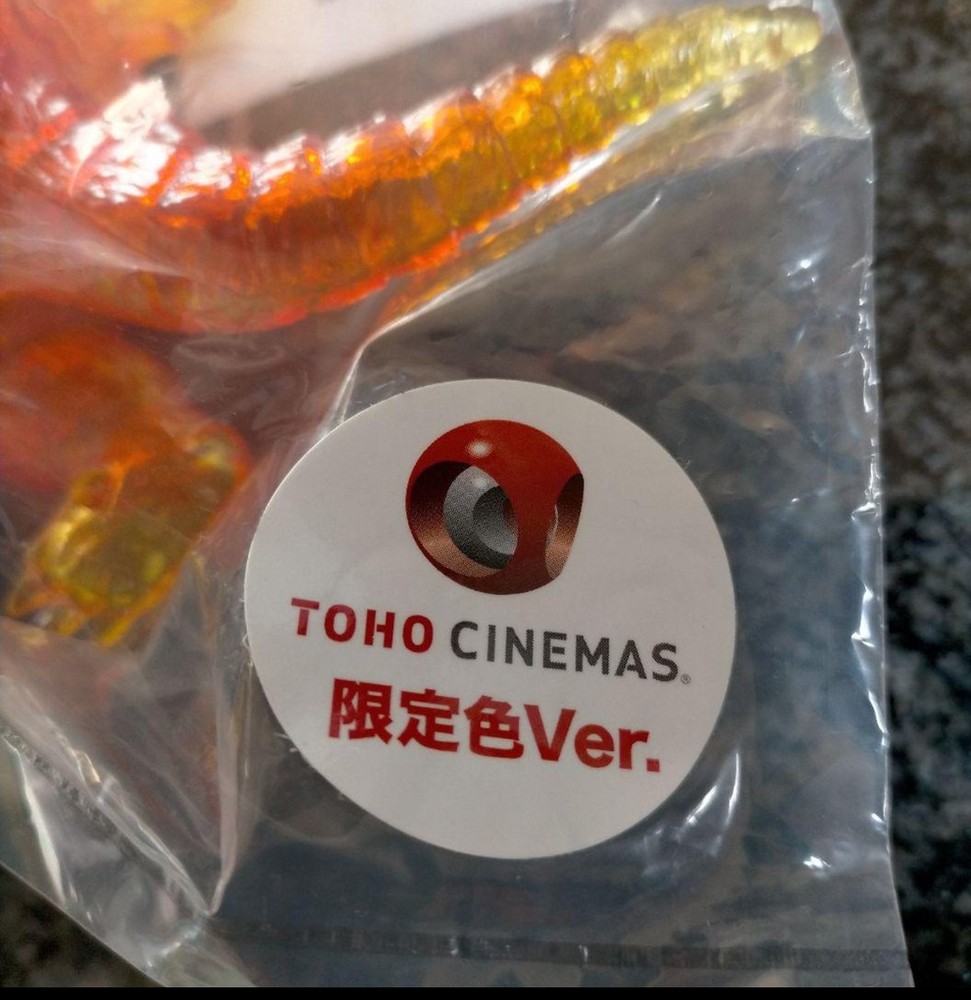 TOHO CINEMAS®
限定色Ver.